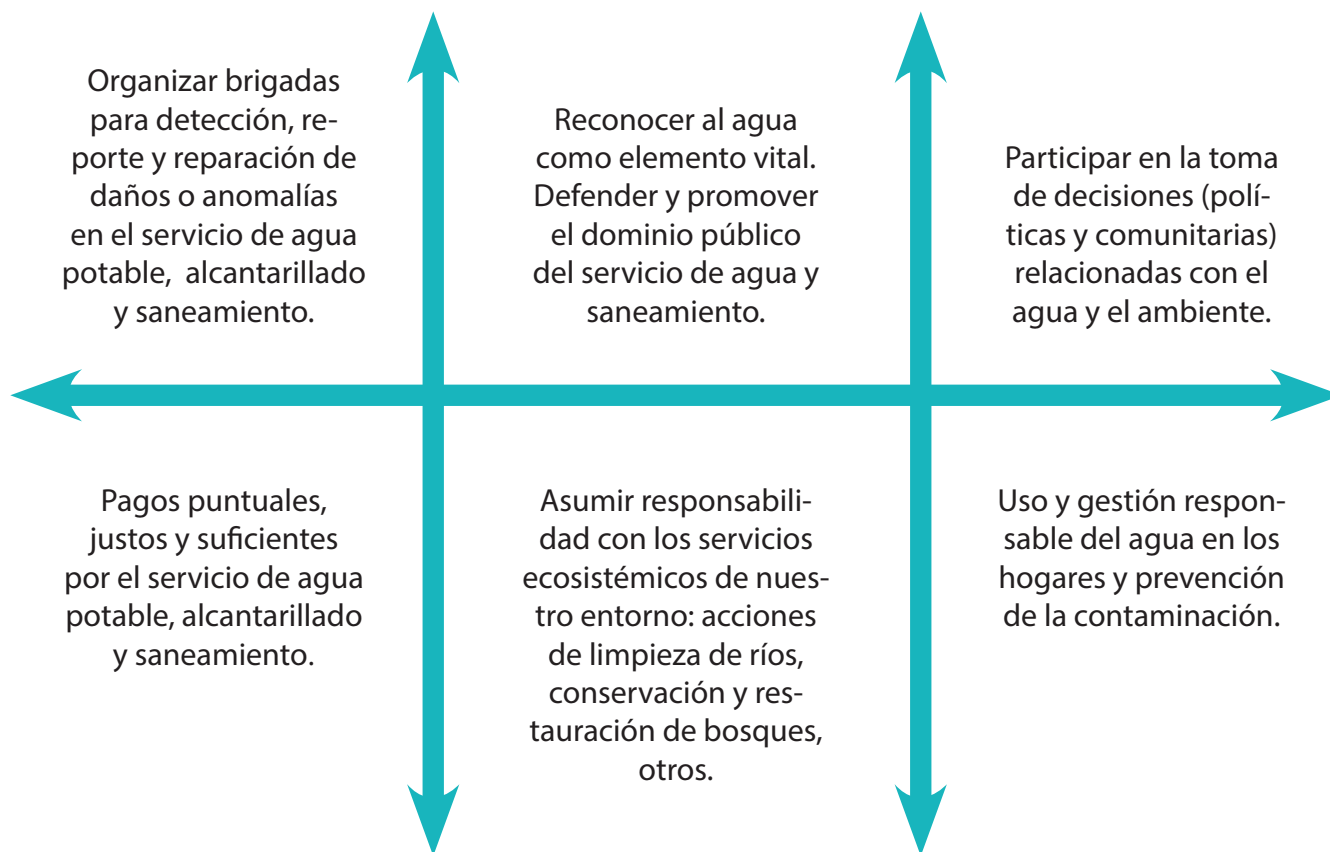 Organizar brigadas
para detección, re-
porte y reparación de
daños o anomalías
en el servicio de agua
potable, alcantarillado
y saneamiento.
Reconocer al agua
como elemento vital.
Defender y promover
el dominio público
del servicio de agua y
saneamiento.
Participar en la toma
de decisiones (polí-
ticas y comunitarias)
relacionadas con el
agua y el ambiente.
Pagos puntuales,
justos y suficientes
por el servicio de agua
potable, alcantarillado
y saneamiento.
Asumir responsabili-
dad con los servicios
ecosistémicos de nues-
tro entorno: acciones
de limpieza de ríos,
conservación y res-
tauración de bosques,
otros.
Uso y gestión respon-
sable del agua en los
hogares y prevención
de la contaminación.